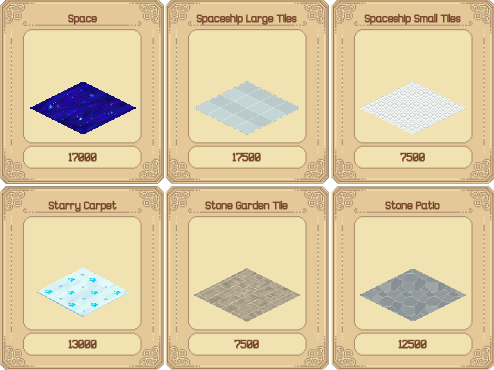 Space
17000
Spaceship Large Tiles
17500
Spaceship Small Tiles
7500
Starry Carpet
13000
Stone Garden Tile
7500
Stone Patio
12500